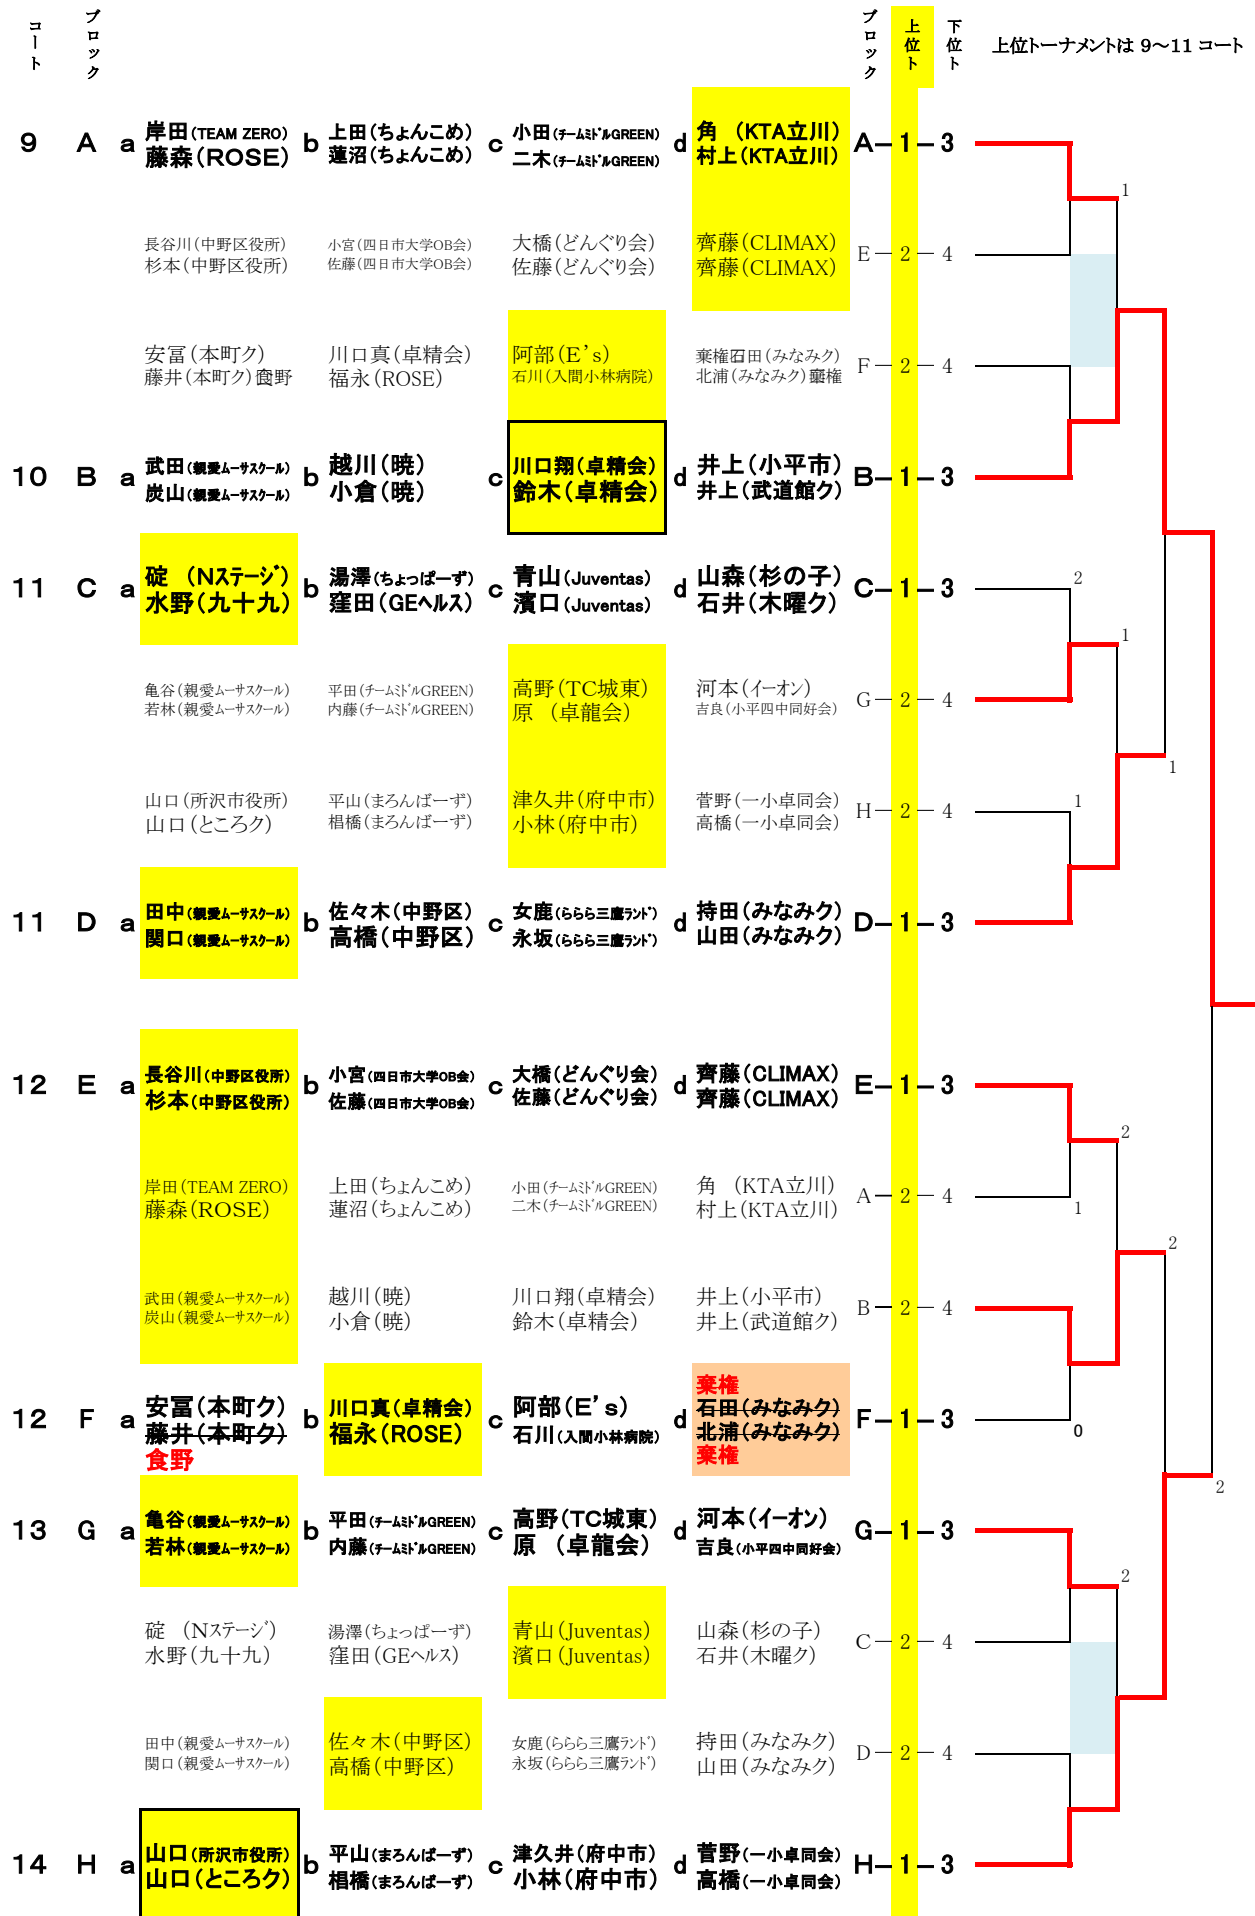 コート ブロック ブロック 上位ト 下位ト 上位トーナメントは 9～11 コート
9 A a 岸田(TEAM ZERO) b 上田(ちょんこめ) c 小田(チームミドルGREEN) d 角 (KTA立川) A 1 3
藤森(ROSE) 蓮沼(ちょんこめ) 二木(チームミドルGREEN) 村上(KTA立川)
1
長谷川(中野区役所) 小宮(四日市大学OB会) 大橋(どんぐり会) 齊藤(CLIMAX) E 2 4
杉本(中野区役所) 佐藤(四日市大学OB会) 佐藤(どんぐり会) 齊藤(CLIMAX)
安冨(本町ク) 川口真(卓精会) 阿部(E's) 棄権石田(みなみク) F 2 4
藤井(本町ク)食野 福永(ROSE) 石川(入間小林病院) 北浦(みなみク)棄権
10 B a 武田(親愛ムーサスクール) b 越川(暁) c 川口翔(卓精会) d 井上(小平市) B 1 3
炭山(親愛ムーサスクール) 小倉(暁) 鈴木(卓精会) 井上(武道館ク)
11 C a 碇 (Nステージ) b 湯澤(ちょっぱーず) c 青山(Juventas) d 山森(杉の子) C 1 3 2
水野(九十九) 窪田(GEヘルス) 濱口(Juventas) 石井(木曜ク)
1
亀谷(親愛ムーサスクール) 平田(チームミドルGREEN) 高野(TC城東) 河本(イーオン) G 2 4
若林(親愛ムーサスクール) 内藤(チームミドルGREEN) 原 (卓龍会) 吉良(小平四中同好会)
1
山口(所沢市役所) 平山(まろんぱーず) 津久井(府中市) 菅野(一小卓同会) H 2 4 1
山口(ところク) 椙橋(まろんぱーず) 小林(府中市) 高橋(一小卓同会)
11 D a 田中(親愛ムーサスクール) b 佐々木(中野区) c 女鹿(ららら三鷹ランド) d 持田(みなみク) D 1 3
関口(親愛ムーサスクール) 高橋(中野区) 永坂(ららら三鷹ランド) 山田(みなみク)
12 E a 長谷川(中野区役所) b 小宮(四日市大学OB会) c 大橋(どんぐり会) d 齊藤(CLIMAX) E 1 3
杉本(中野区役所) 佐藤(四日市大学OB会) 佐藤(どんぐり会) 齊藤(CLIMAX)
2
岸田(TEAM ZERO) 上田(ちょんこめ) 小田(チームミドルGREEN) 角 (KTA立川) A 2 4 1
藤森(ROSE) 蓮沼(ちょんこめ) 二木(チームミドルGREEN) 村上(KTA立川)
2
武田(親愛ムーサスクール) 越川(暁) 川口翔(卓精会) 井上(小平市) B 2 4
炭山(親愛ムーサスクール) 小倉(暁) 鈴木(卓精会) 井上(武道館ク)
棄権
12 F a 安冨(本町ク) b 川口真(卓精会) c 阿部(E's) d 石田(みなみク) F 1 3 0
藤井(本町ク) 福永(ROSE) 石川(入間小林病院) 北浦(みなみク)
食野 棄権
2
13 G a 亀谷(親愛ムーサスクール) b 平田(チームミドルGREEN) c 高野(TC城東) d 河本(イーオン) G 1 3
若林(親愛ムーサスクール) 内藤(チームミドルGREEN) 原 (卓龍会) 吉良(小平四中同好会)
2
碇 (Nステージ) 湯澤(ちょっぱーず) 青山(Juventas) 山森(杉の子) C 2 4
水野(九十九) 窪田(GEヘルス) 濱口(Juventas) 石井(木曜ク)
田中(親愛ムーサスクール) 佐々木(中野区) 女鹿(ららら三鷹ランド) 持田(みなみク) D 2 4
関口(親愛ムーサスクール) 高橋(中野区) 永坂(ららら三鷹ランド) 山田(みなみク)
14 H a 山口(所沢市役所) b 平山(まろんぱーず) c 津久井(府中市) d 菅野(一小卓同会) H 1 3
山口(ところク) 椙橋(まろんぱーず) 小林(府中市) 高橋(一小卓同会)